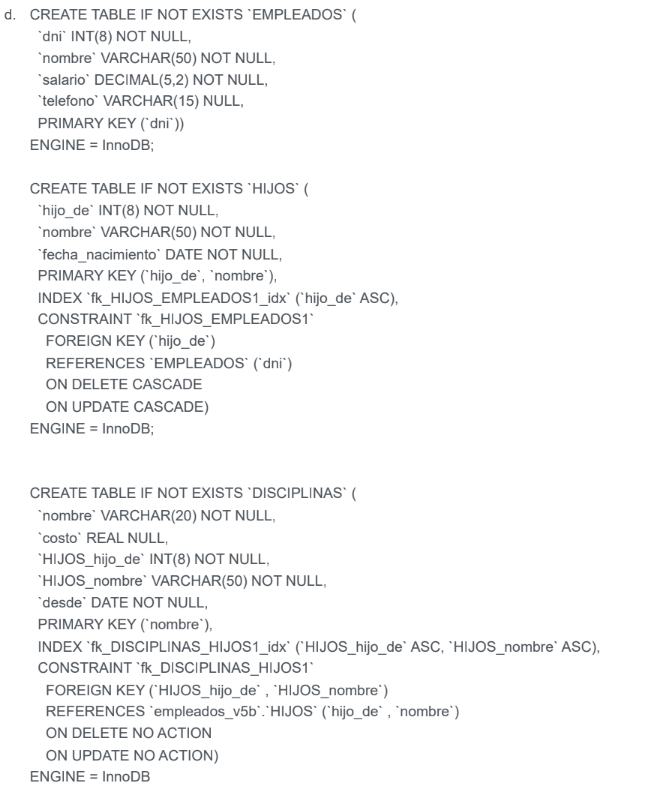 d. CREATE TABLE IF NOT EXISTS `EMPLEADOS` (
`dni` INT(8) NOT NULL,
`nombre` VARCHAR(50) NOT NULL,
`salario` DECIMAL(5,2) NOT NULL,
`telefono` VARCHAR(15) NULL,
PRIMARY KEY (`dni`))
ENGINE = InnoDB;
CREATE TABLE IF NOT EXISTS `HIJOS` (
`hijo_de` INT(8) NOT NULL,
`nombre` VARCHAR(50) NOT NULL,
`fecha_nacimiento` DATE NOT NULL,
PRIMARY KEY (`hijo_de`, `nombre`),
INDEX `fk_HIJOS_EMPLEADOS1_idx` (`hijo_de` ASC),
CONSTRAINT `fk_HIJOS_EMPLEADOS1`
FOREIGN KEY (`hijo_de`)
REFERENCES `EMPLEADOS` (`dni`)
ON DELETE CASCADE
ON UPDATE CASCADE)
ENGINE = InnoDB;
CREATE TABLE IF NOT EXISTS `DISCIPLINAS` (
`nombre` VARCHAR(20) NOT NULL,
`costo` REAL NULL,
`HIJOS_hijo_de` INT(8) NOT NULL,
`HIJOS_nombre` VARCHAR(50) NOT NULL,
`desde` DATE NOT NULL,
PRIMARY KEY (`nombre`),
INDEX `fk_DISCIPLINAS_HIJOS1_idx` (`HIJOS_hijo_de` ASC, `HIJOS_nombre` ASC),
CONSTRAINT `fk_DISCIPLINAS_HIJOS1`
FOREIGN KEY (`HIJOS_hijo_de` , `HIJOS_nombre`)
REFERENCES `empleados_v5b`.`HIJOS` (`hijo_de` , `nombre`)
ON DELETE NO ACTION
ON UPDATE NO ACTION)
ENGINE = InnoDB